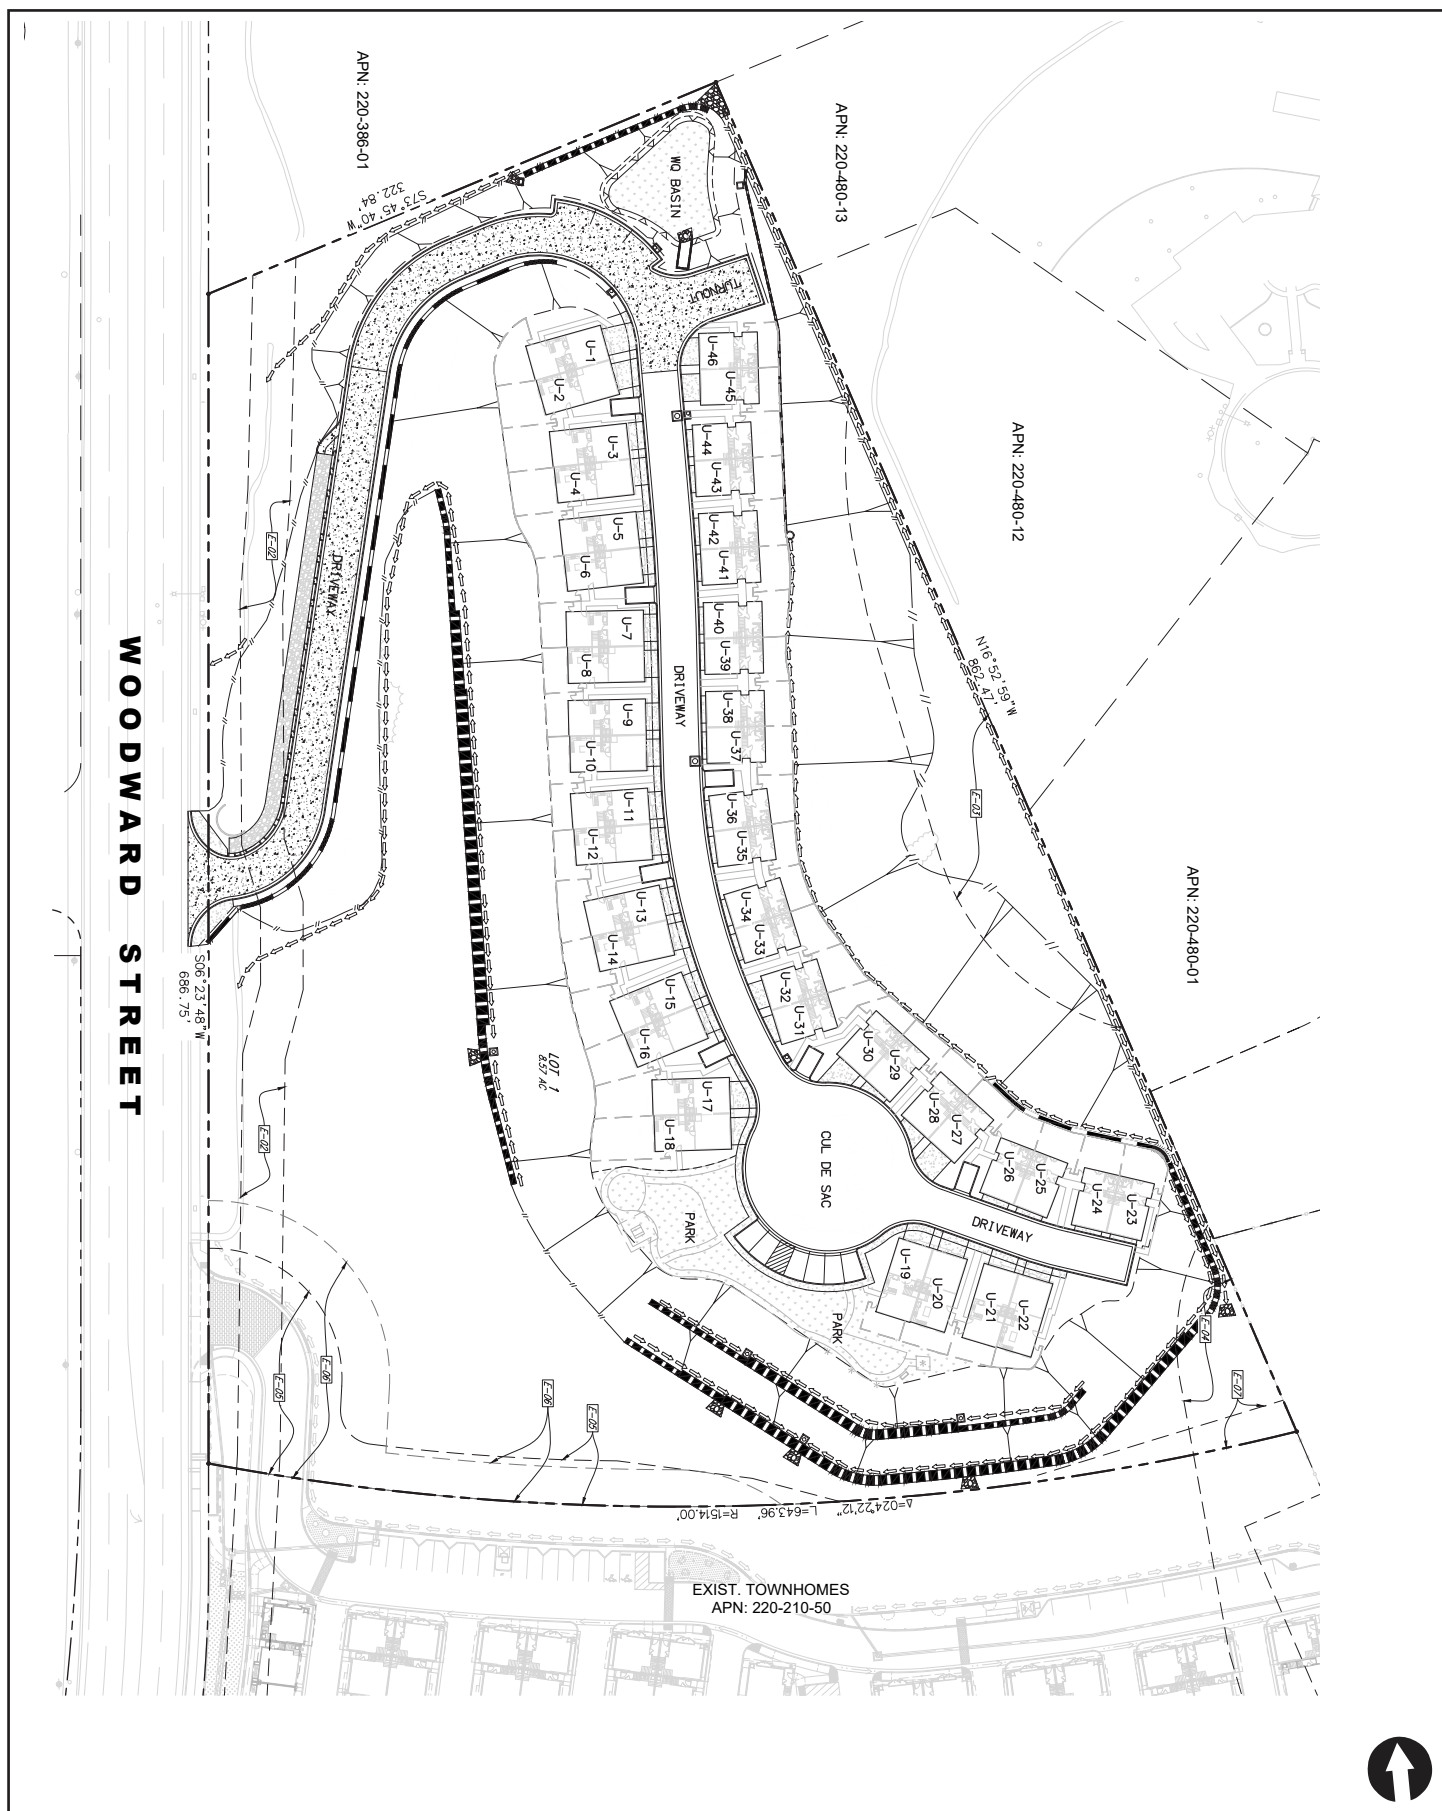 APN: 220-386-01
APN: 220-480-13
APN: 220-480-12
APN: 220-480-01
S73°45'40"W
322.84'
WQ BASIN
TURNOUT
N16°52'59"W
862.47'
U-1
U-2
U-3
U-4
U-5
U-6
U-7
U-8
U-9
U-10
U-11
U-12
U-13
U-14
U-15
U-16
U-17
U-18
U-46
U-45
U-44
U-43
U-42
U-41
U-40
U-39
U-38
U-37
U-36
U-35
U-34
U-33
U-32
U-31
U-30
U-29
U-28
U-27
U-26
U-25
U-24
U-23
U-19
U-20
U-21
U-22
DRIVEWAY
DRIVEWAY
DRIVEWAY
CUL DE SAC
PARK
PARK
LOT 1
8.57 AC
E-02
E-02
E-03
E-04
E-07
E-05
E-06
E-06
E-05
WOODWARD STREET
S06°23'48"W
686.75'
Δ=024°22'12" L=643.96' R=1514.00'
EXIST. TOWNHOMES
APN: 220-210-50